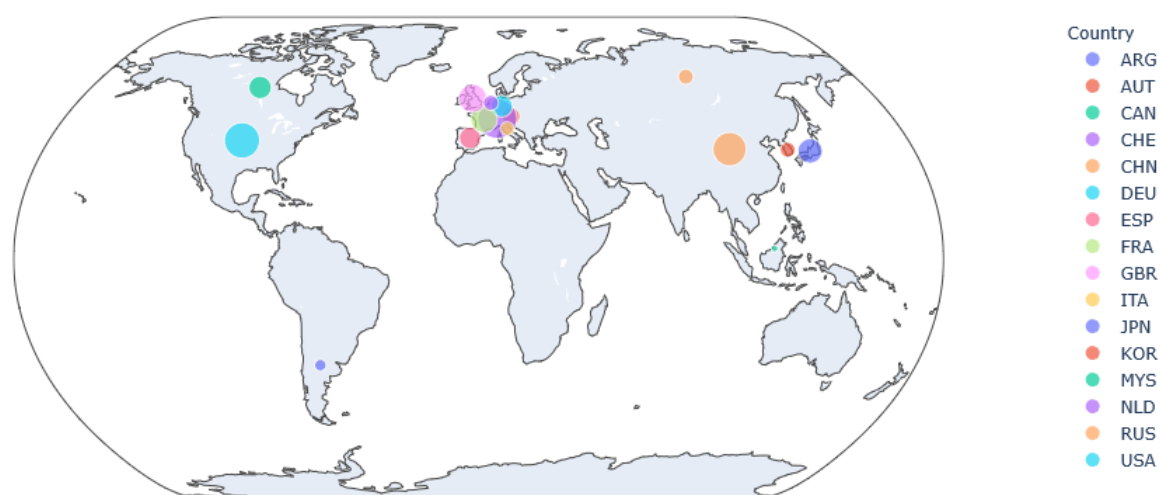 Country
ARG
AUT
CAN
CHE
CHN
DEU
ESP
FRA
GBR
ITA
JPN
KOR
MYS
NLD
RUS
USA